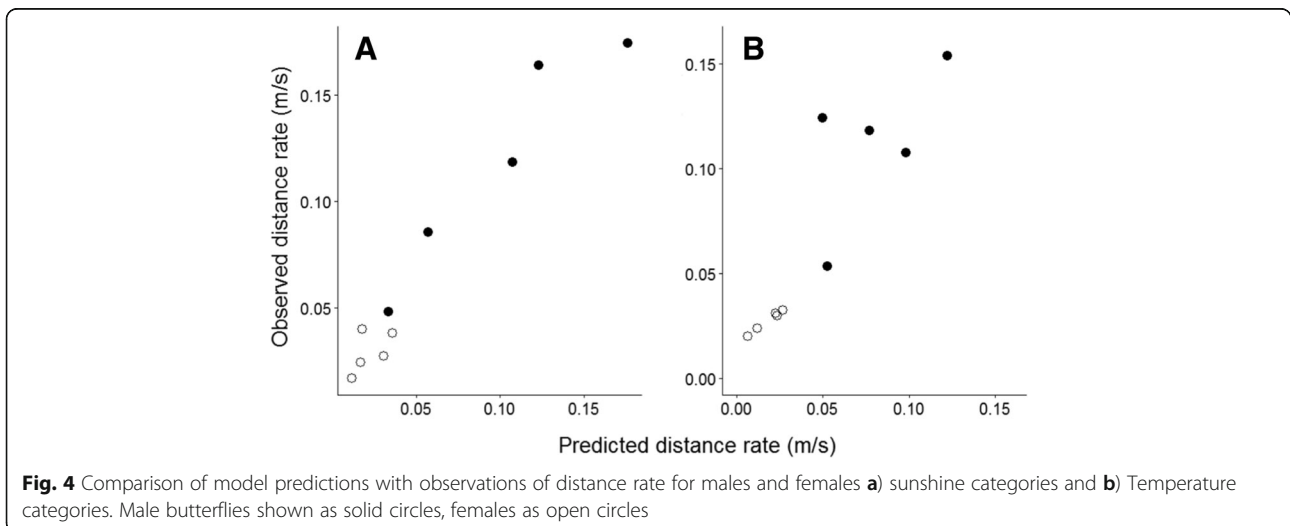 A
B
Observed distance rate (m/s)
0.15
0.10
0.05
0.05
0.10
0.15
0.15
0.10
0.05
0.00
0.00
0.05
0.10
0.15
Predicted distance rate (m/s)
Fig. 4 Comparison of model predictions with observations of distance rate for males and females a) sunshine categories and b) Temperature
categories. Male butterflies shown as solid circles, females as open circles